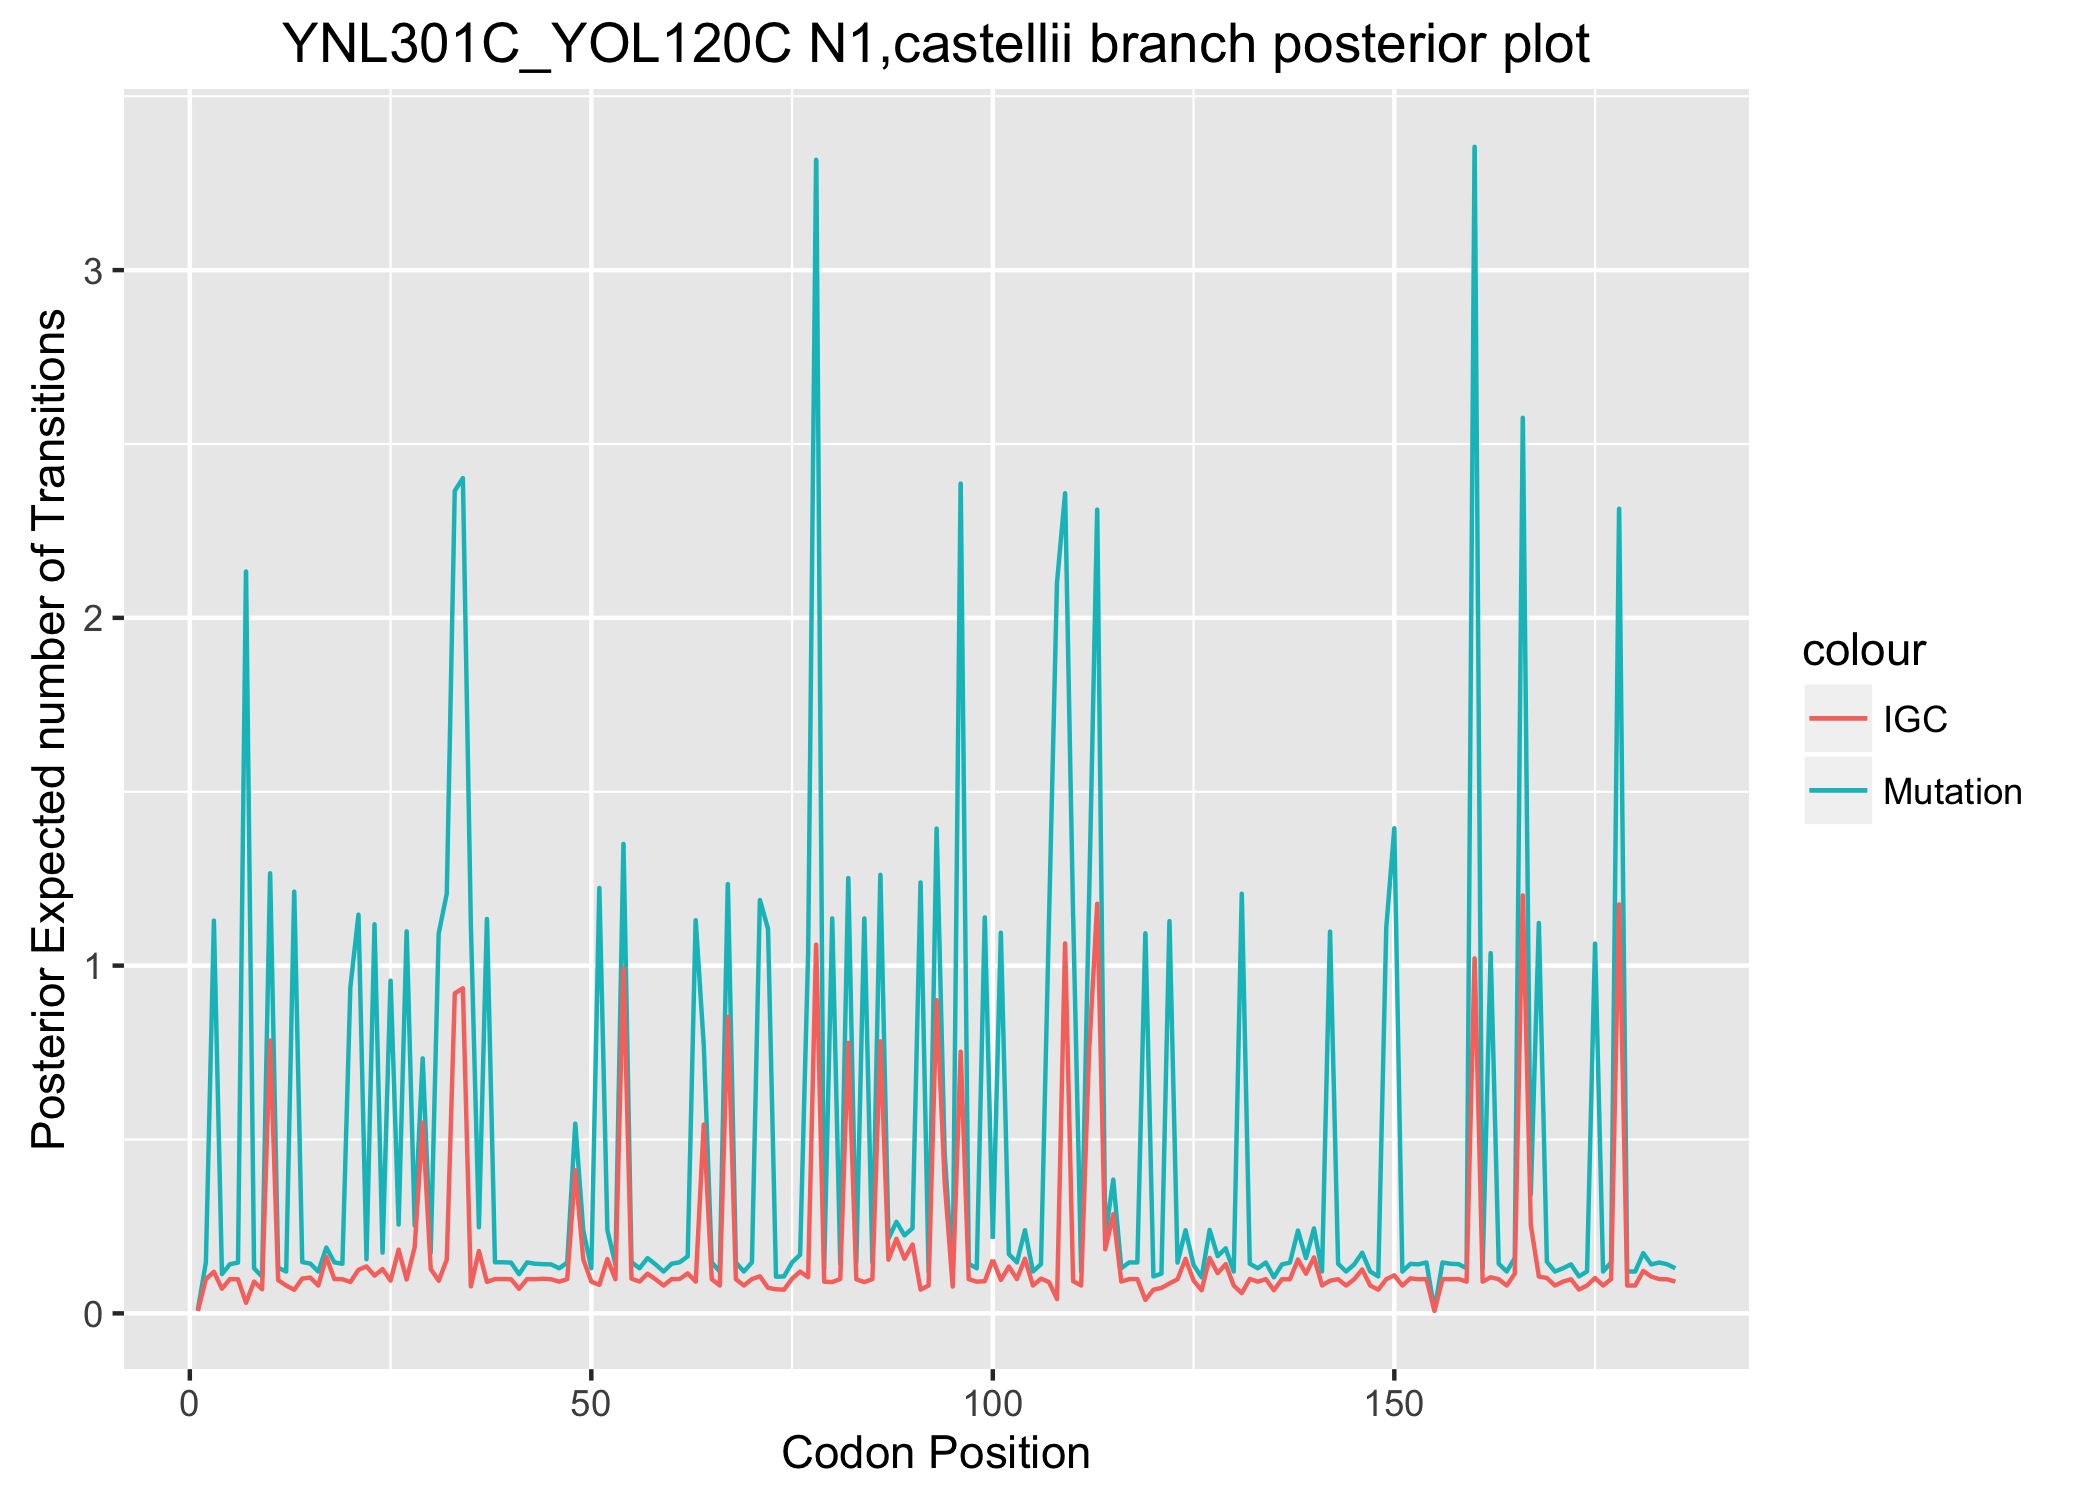 YNL301C_YOL120C N1,castellii branch posterior plot
Posterior Expected number of Transitions
3
2
1
0
0 50 100 150
Codon Position
colour
IGC
Mutation